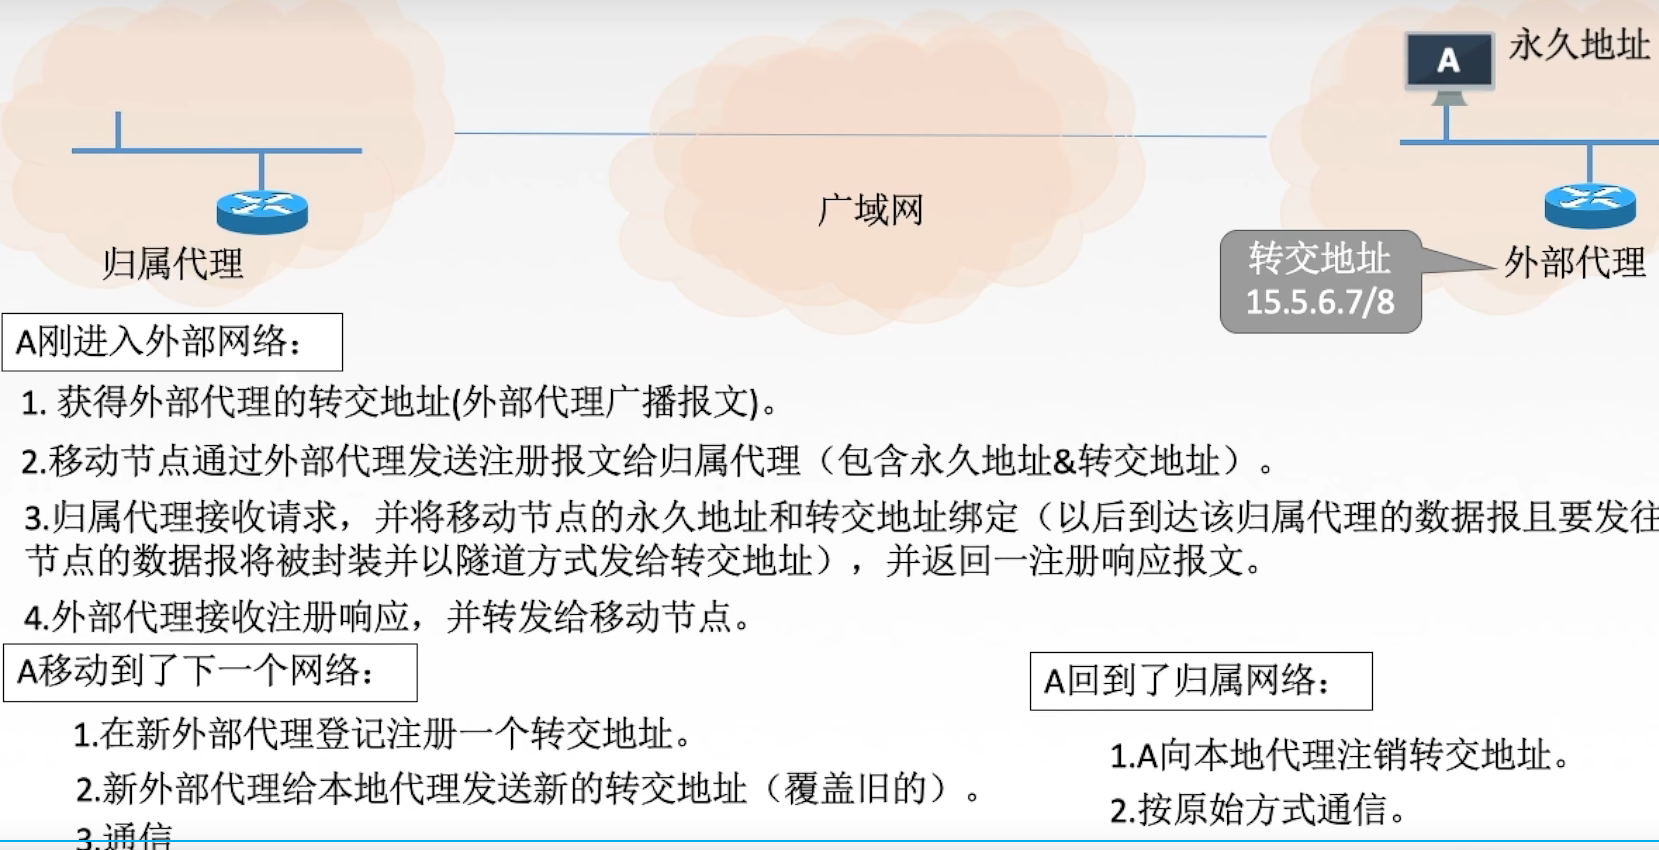 A
永久地址
广域网
归属代理
转交地址
15.5.6.7/8
外部代理
A刚进入外部网络：
1. 获得外部代理的转交地址(外部代理广播报文)。
2.移动节点通过外部代理发送注册报文给归属代理（包含永久地址&转交地址）。
3.归属代理接收请求，并将移动节点的永久地址和转交地址绑定（以后到达该归属代理的数据报且要发往
节点的数据报将被封装并以隧道方式发给转交地址），并返回一注册响应报文。
4.外部代理接收注册响应，并转发给移动节点。
A移动到了下一个网络：
1.在新外部代理登记注册一个转交地址。
2.新外部代理给本地代理发送新的转交地址（覆盖旧的）。
3.通信
A回到了归属网络：
1.A向本地代理注销转交地址。
2.按原始方式通信。